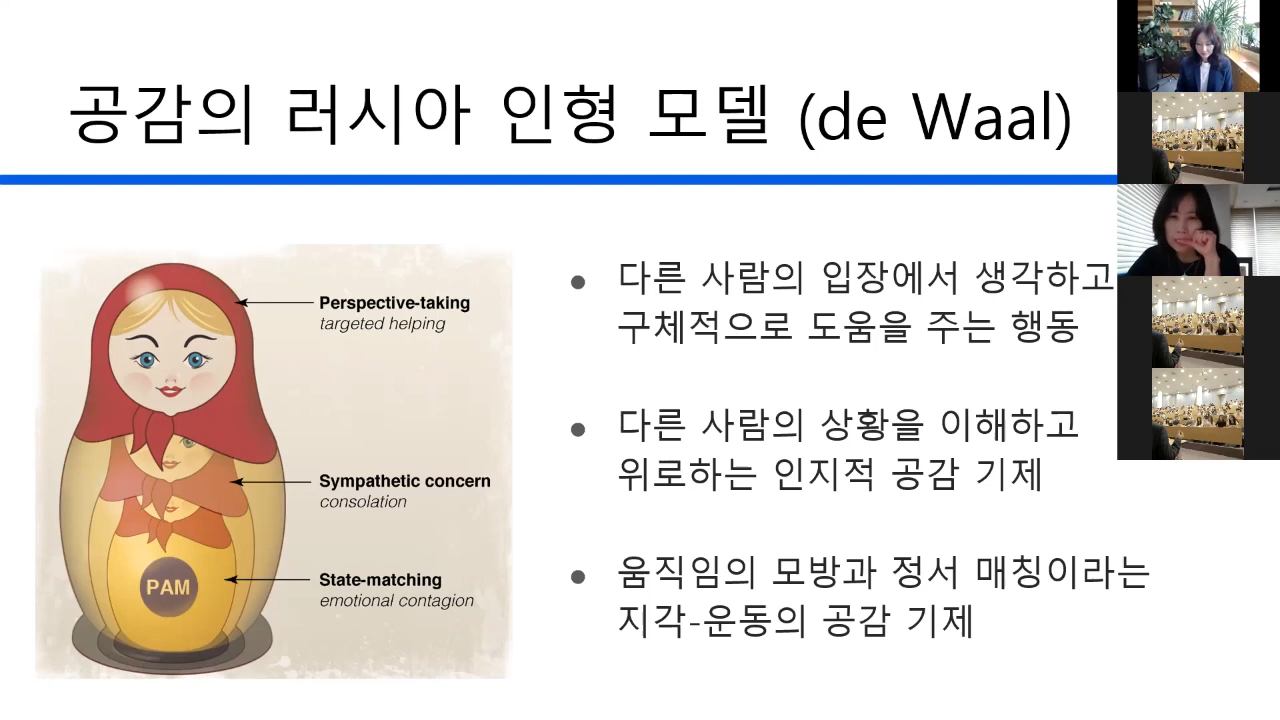 공감의 러시아 인형 모델 (de Waal)
Perspective-taking
targeted helping
Sympathetic concern
consolation
PAM
State-matching
emotional contagion
● 다른 사람의 입장에서 생각하고
구체적으로 도움을 주는 행동
● 다른 사람의 상황을 이해하고
위로하는 인지적 공감 기제
● 움직임의 모방과 정서 매칭이라는
지각-운동의 공감 기제